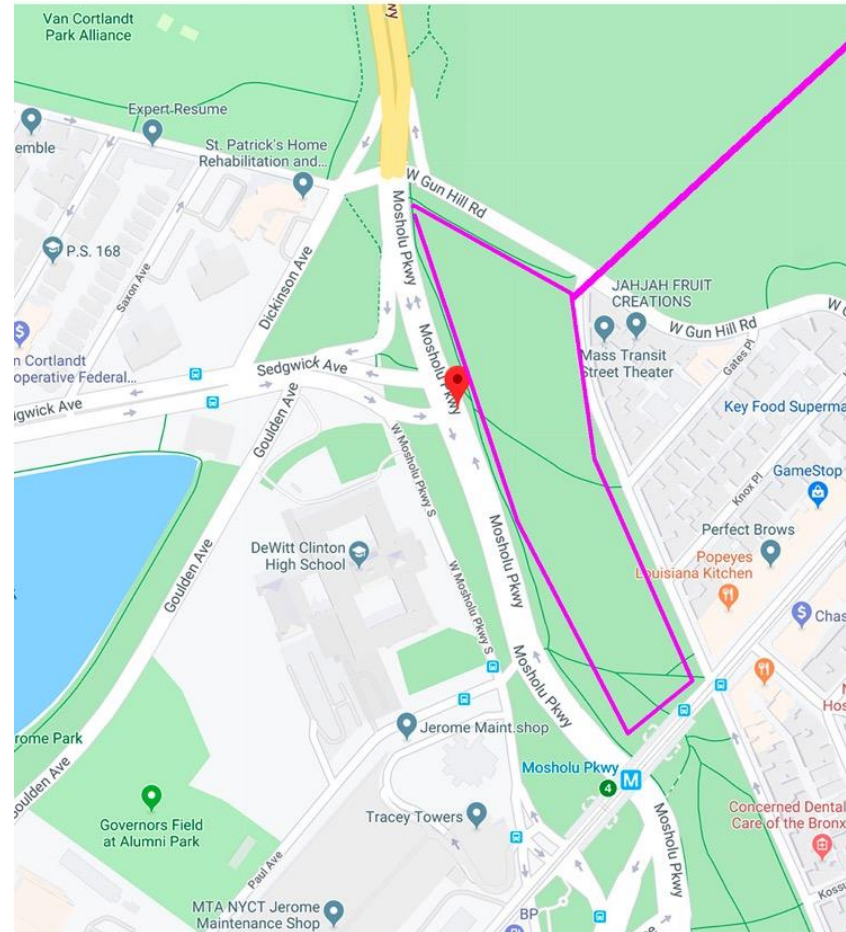 Van Cortlandt
Park Alliance
wy
Expert Resume
emble
St. Patrick's Home
Rehabilitation and...
W Gun Hill Rd
Mosholu Pkwy
P.S. 168
Saxon Ave
Dickinson Ave
JAHJAH FRUIT
CREATIONS
W Gun Hill Rd
W G
Mass Transit
Street Theater
Gates Pl
Mosholu Pkwy
$
n Cortlandt
operative Federal...
Sedgwick Ave
dgwick Ave
Goulden Ave
Key Food Superma
W Mosholu Pkwy S
Knox Pl
GameStop
Mosholu Pkwy
DeWitt Clinton
High School
Perfect Brows
Popeyes
Louisiana Kitchen
W Mosholu Pkwy S
Goulden Ave
$
Chas
Mosholu Pkwy
N
Hos
Jerome Maint.shop
rome Park
Goulden Ave
Mosholu Pkwy
M
4
Governors Field
at Alumni Park
Tracey Towers
Mosholu Pkwy
Concerned Dental
Care of the Bronx
Paul Ave
Kossu
MTA NYCT Jerome
Maintenance Shop
BP